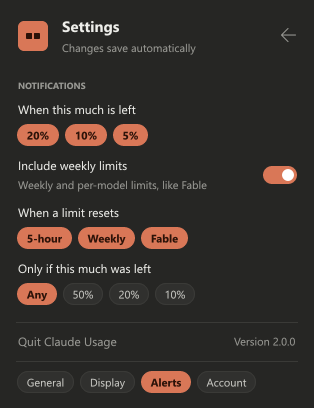 Settings
Changes save automatically
NOTIFICATIONS
When this much is left
20% 10% 5%
Include weekly limits
Weekly and per-model limits, like Fable
When a limit resets
5-hour Weekly Fable
Only if this much was left
Any 50% 20% 10%
Quit Claude Usage Version 2.0.0
General Display Alerts Account